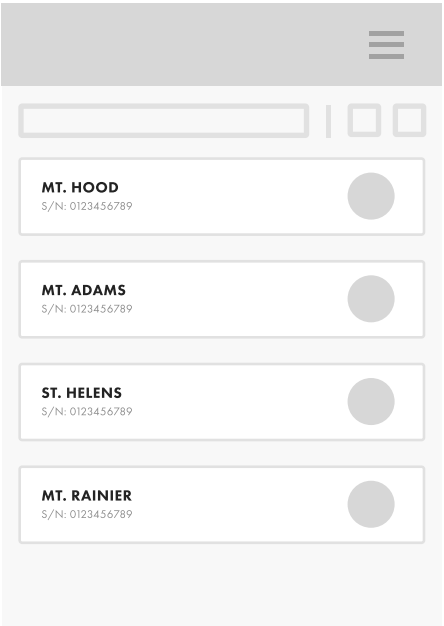 MT. HOOD
S/N: 0123456789
MT. ADAMS
S/N: 0123456789
ST. HELENS
S/N: 0123456789
MT. RAINIER
S/N: 0123456789